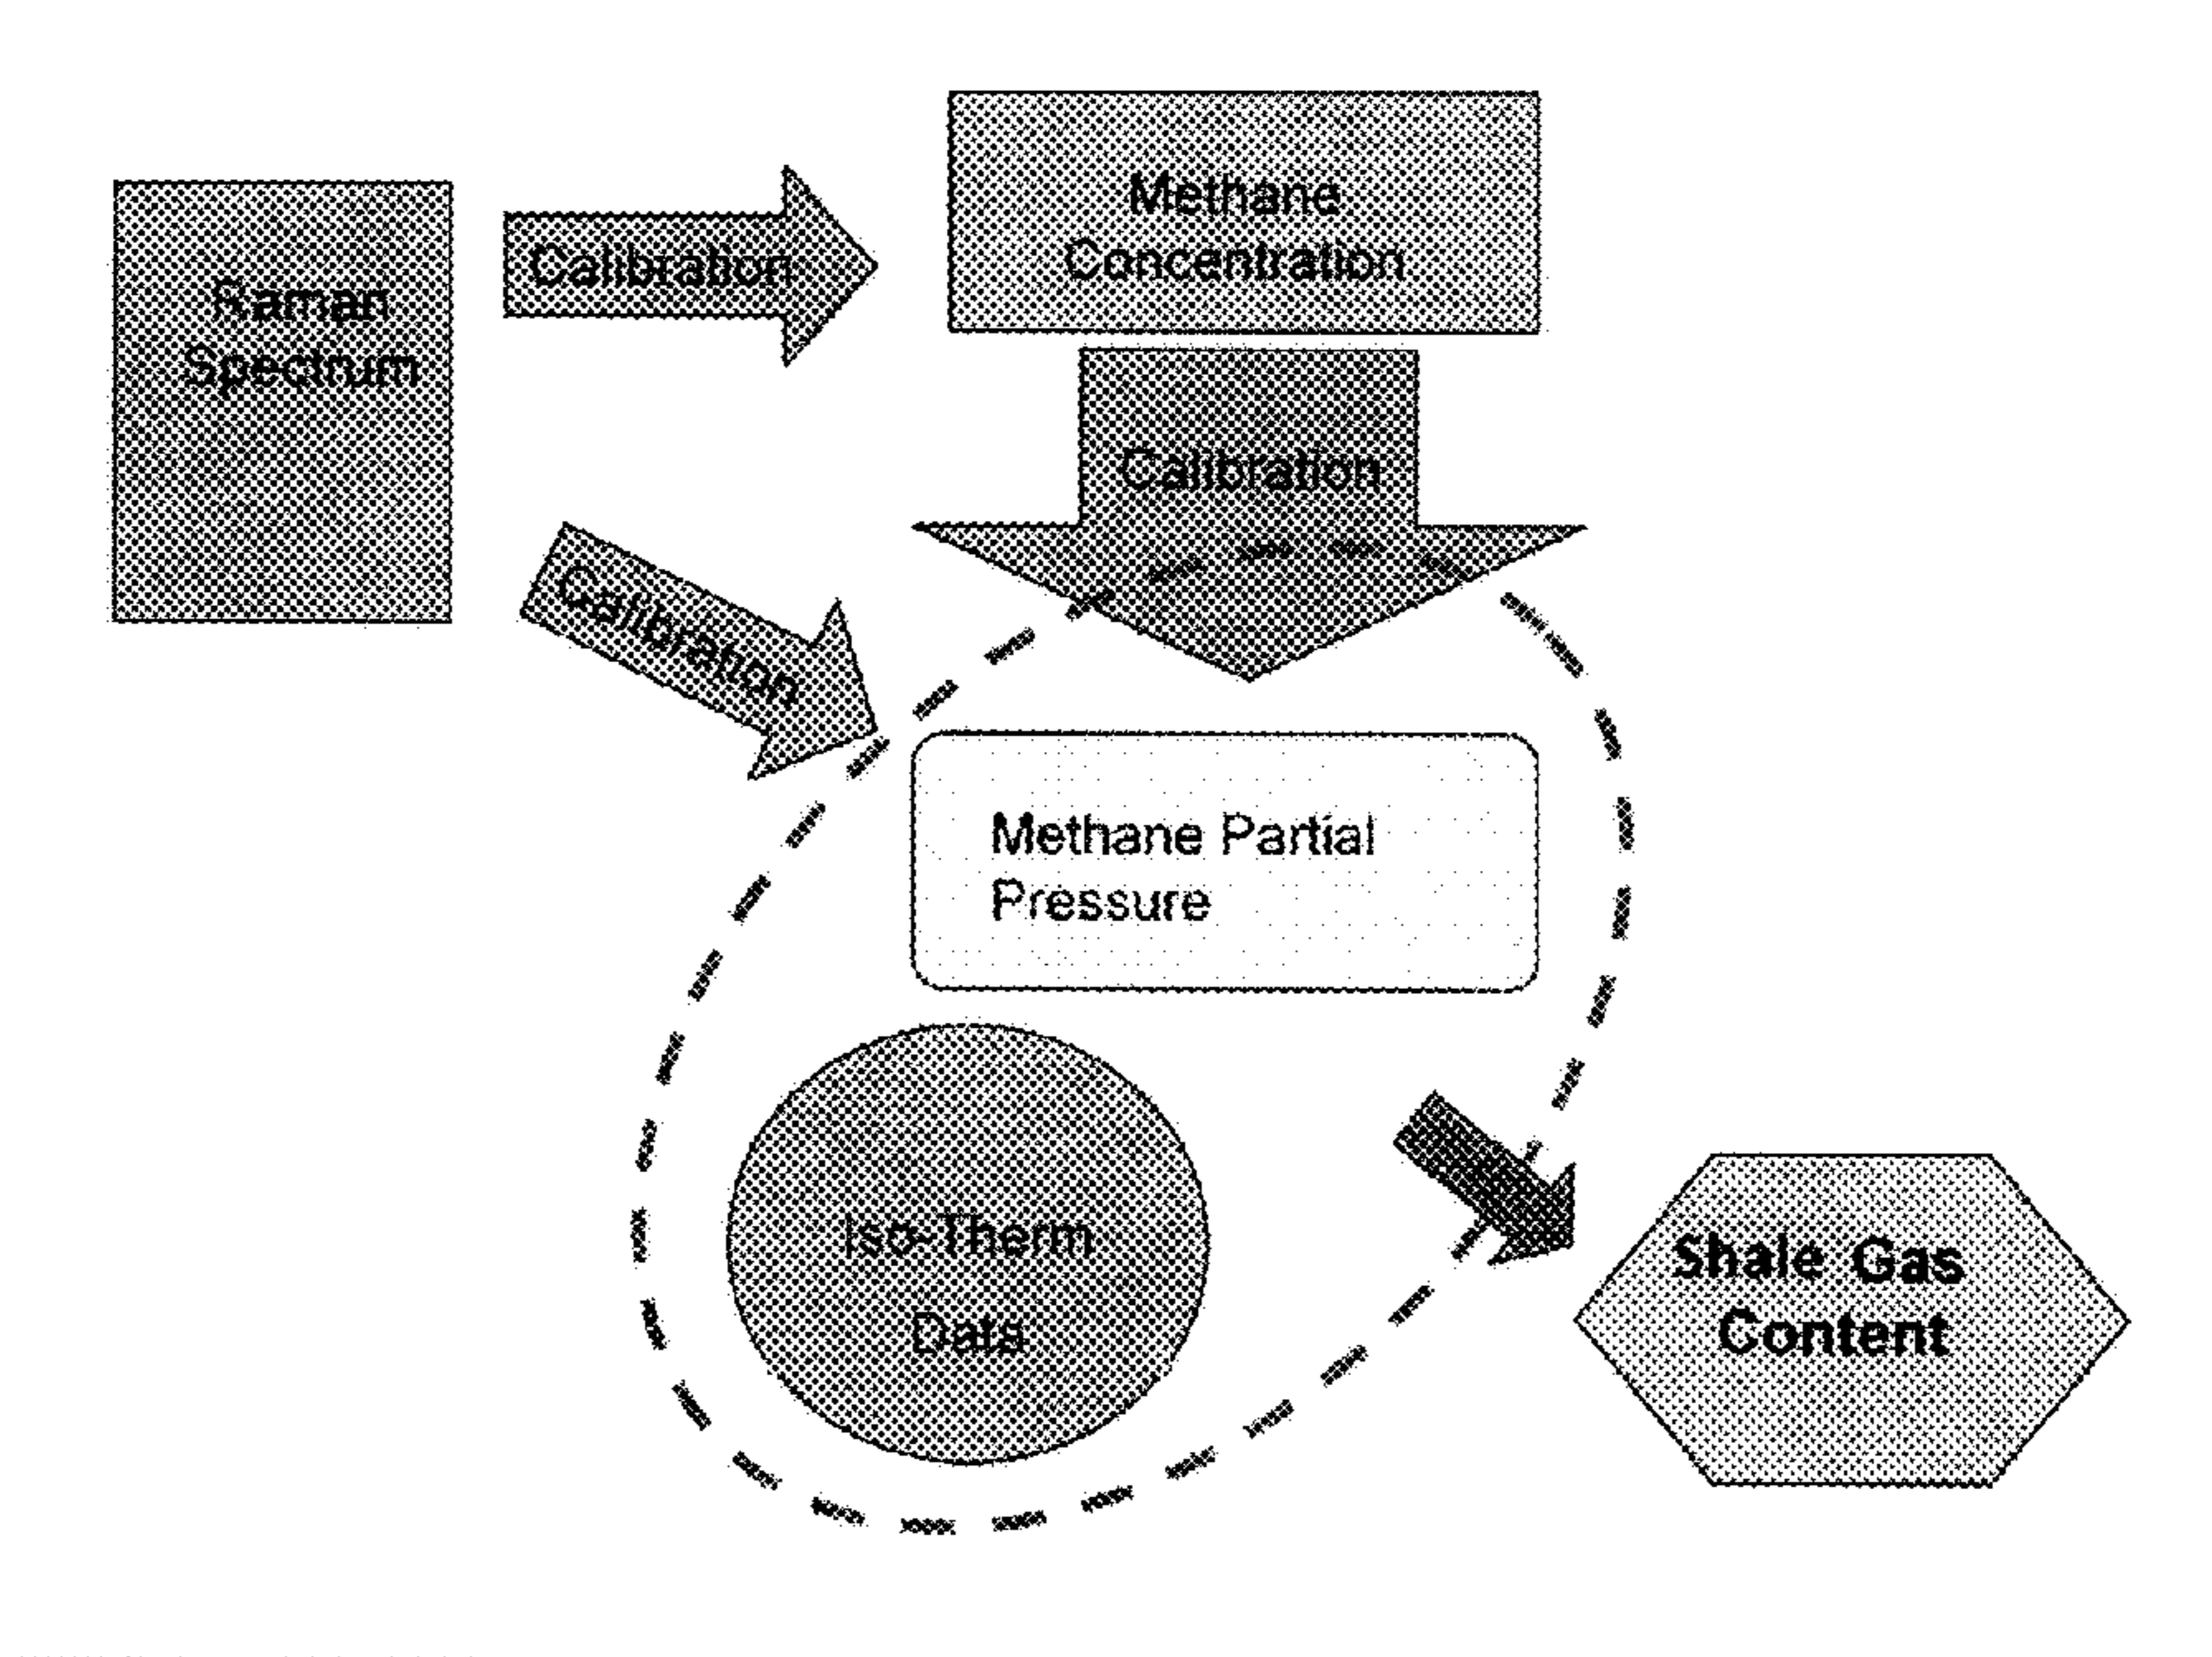 Methane
Concentration
Calibration
Raman
Spectrum
Calibration
Calibration
Methane Partial
Pressure
Iso-Therm
Data
Shale Gas
Content